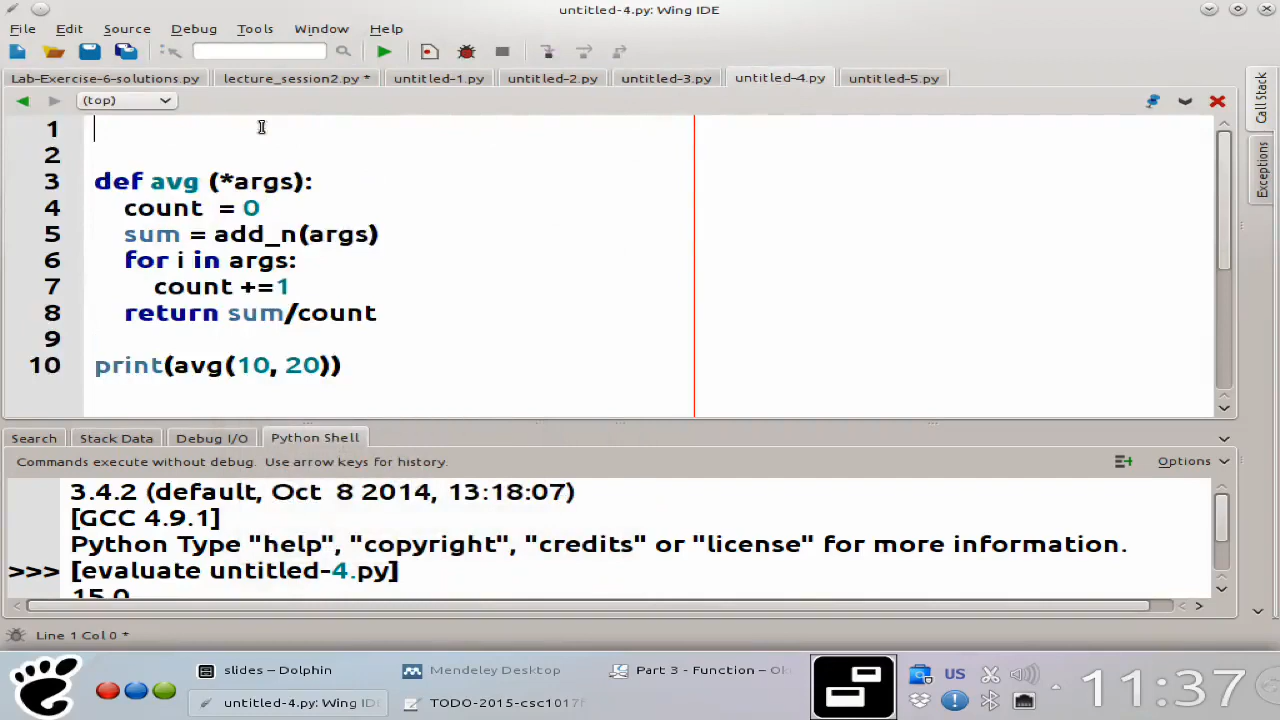 untitled-4.py: Wing IDE
File Edit Source Debug Tools Window Help
Lab-Exercise-6-solutions.py lecture_session2.py * untitled-1.py untitled-2.py untitled-3.py untitled-4.py untitled-5.py
(top)
1
2
3 def avg (*args):
4 count  = 0
5 sum = add_n(args)
6 for i in args:
7 count +=1
8 return sum/count
9
10 print(avg(10, 20))
Call Stack
Exceptions
Search Stack Data Debug I/O Python Shell
Commands execute without debug.  Use arrow keys for history. Options
3.4.2 (default, Oct  8 2014, 13:18:07)
[GCC 4.9.1]
Python Type "help", "copyright", "credits" or "license" for more information.
>>> [evaluate untitled-4.py]
15.0
Line 1 Col 0 *
slides – Dolphin Mendeley Desktop Part 3 - Function – US
untitled-4.py: Wing IDE TODO-2015-csc1017
11:37